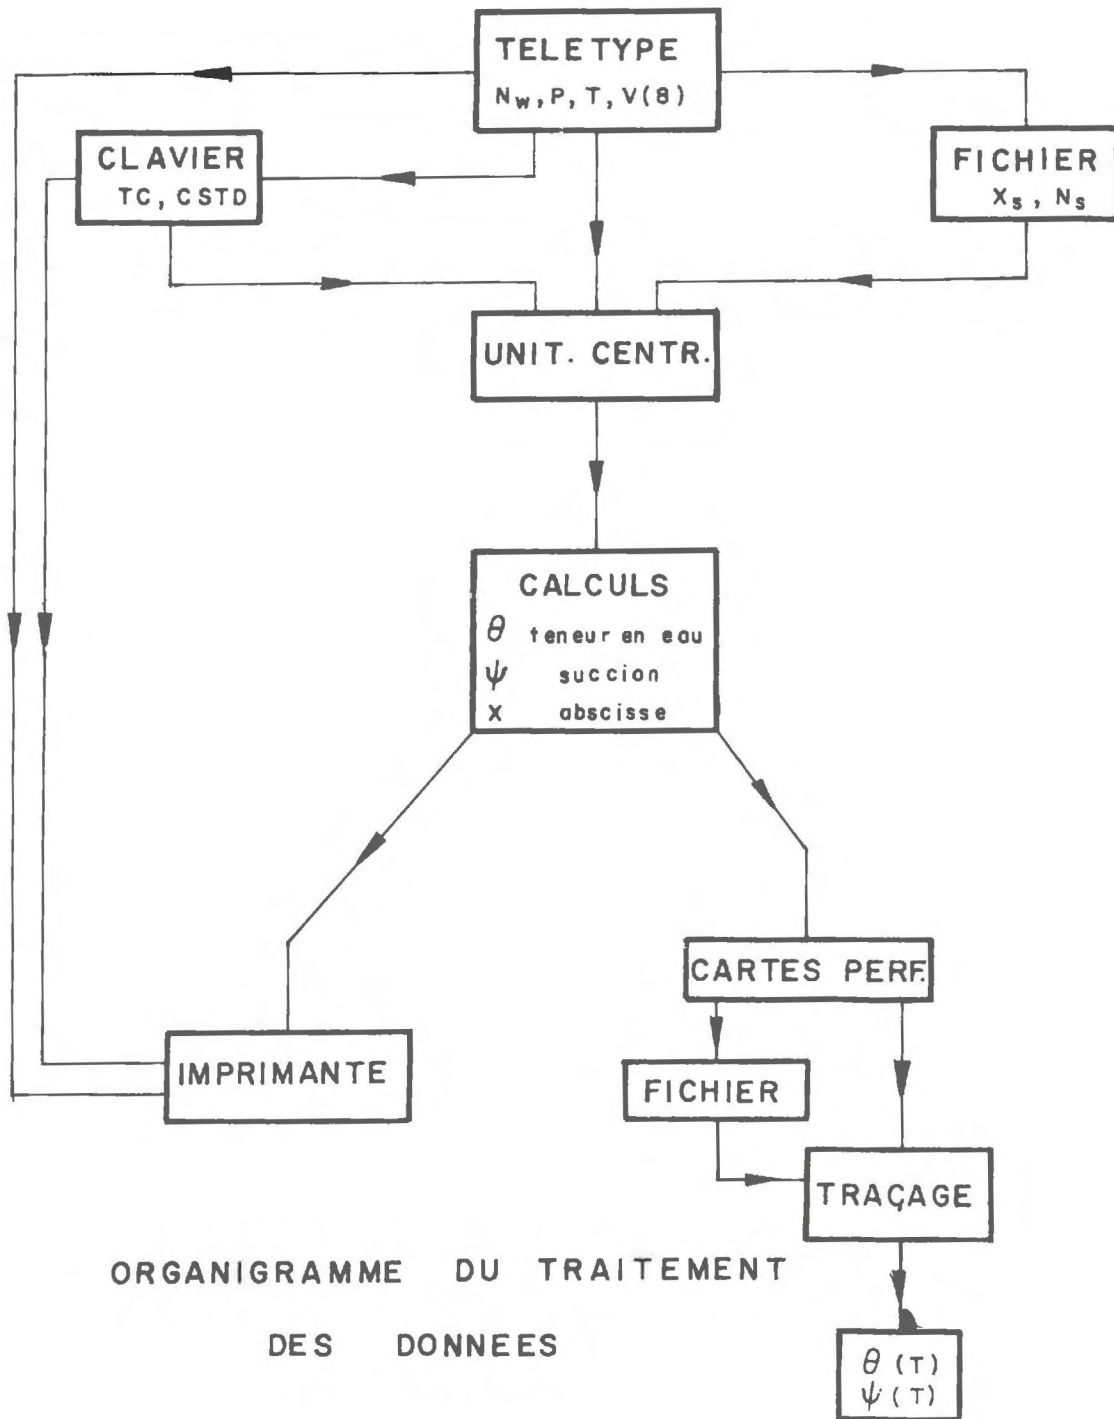 TELETYPE
Nw, P, T, V(8)
CLAVIER
TC, CSTD
FICHIER
Xs, Ns
UNIT. CENTR.
CALCULS
θ teneur en eau
ψ succion
x abscisse
CARTES PERF.
IMPRIMANTE
FICHIER
TRAÇAGE
ORGANIGRAMME DU TRAITEMENT
DES DONNEES
θ (T)
ψ (T)